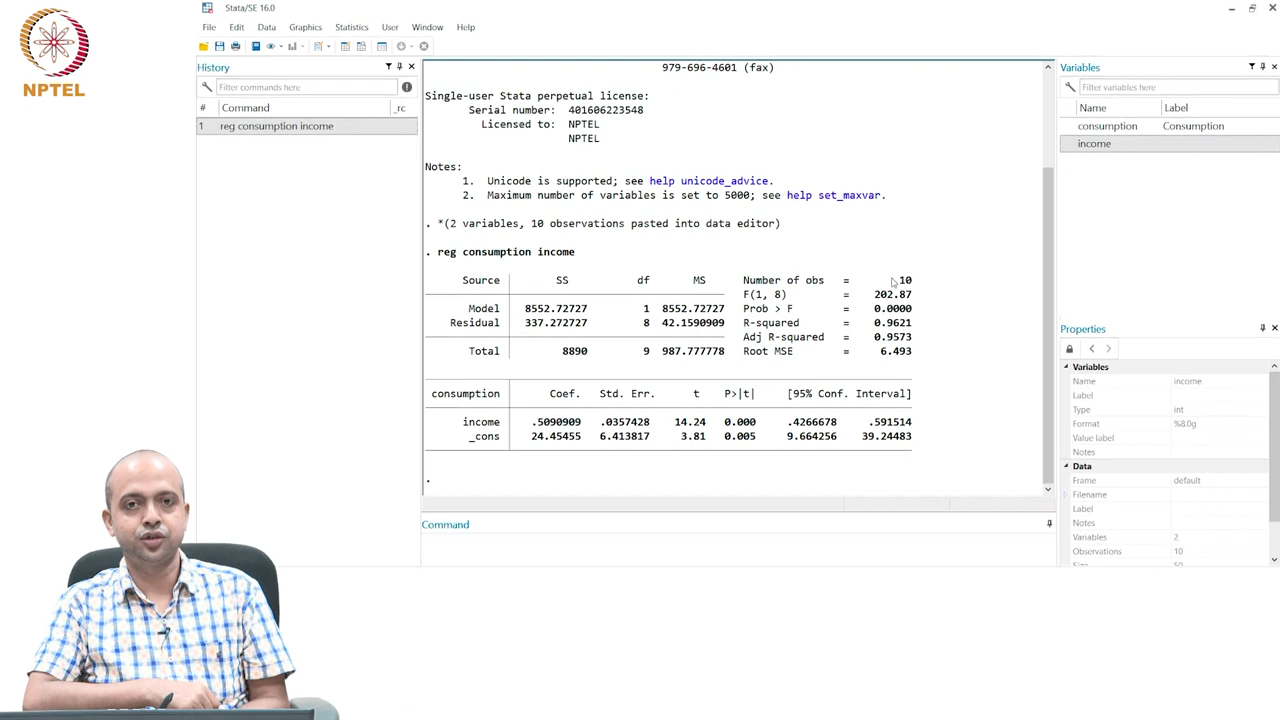 NPTEL
Stata/SE 16.0
File Edit Data Graphics Statistics User Window Help
History
Filter commands here
# Command _rc
1 reg consumption income
979-696-4601 (fax)
Single-user Stata perpetual license:
Serial number: 401606223548
Licensed to: NPTEL
NPTEL
Notes:
1. Unicode is supported; see help unicode_advice.
2. Maximum number of variables is set to 5000; see help set_maxvar.
. *(2 variables, 10 observations pasted into data editor)
. reg consumption income
Source SS df MS Number of obs = 10
F(1, 8) = 202.87
Model 8552.72727 1 8552.72727 Prob > F = 0.0000
Residual 337.272727 8 42.1590909 R-squared = 0.9621
Adj R-squared = 0.9573
Total 8890 9 987.777778 Root MSE = 6.493
consumption Coef. Std. Err. t P>|t| [95% Conf. Interval]
income .5090909 .0357428 14.24 0.000 .4266678 .591514
_cons 24.45455 6.413817 3.81 0.005 9.664256 39.24483
.
Command
Variables
Filter variables here
Name Label
consumption Consumption
income
Properties
Variables
Name income
Label
Type int
Format %8.0g
Value label
Notes
Data
Frame default
Filename
Label
Notes
Variables 2
Observations 10